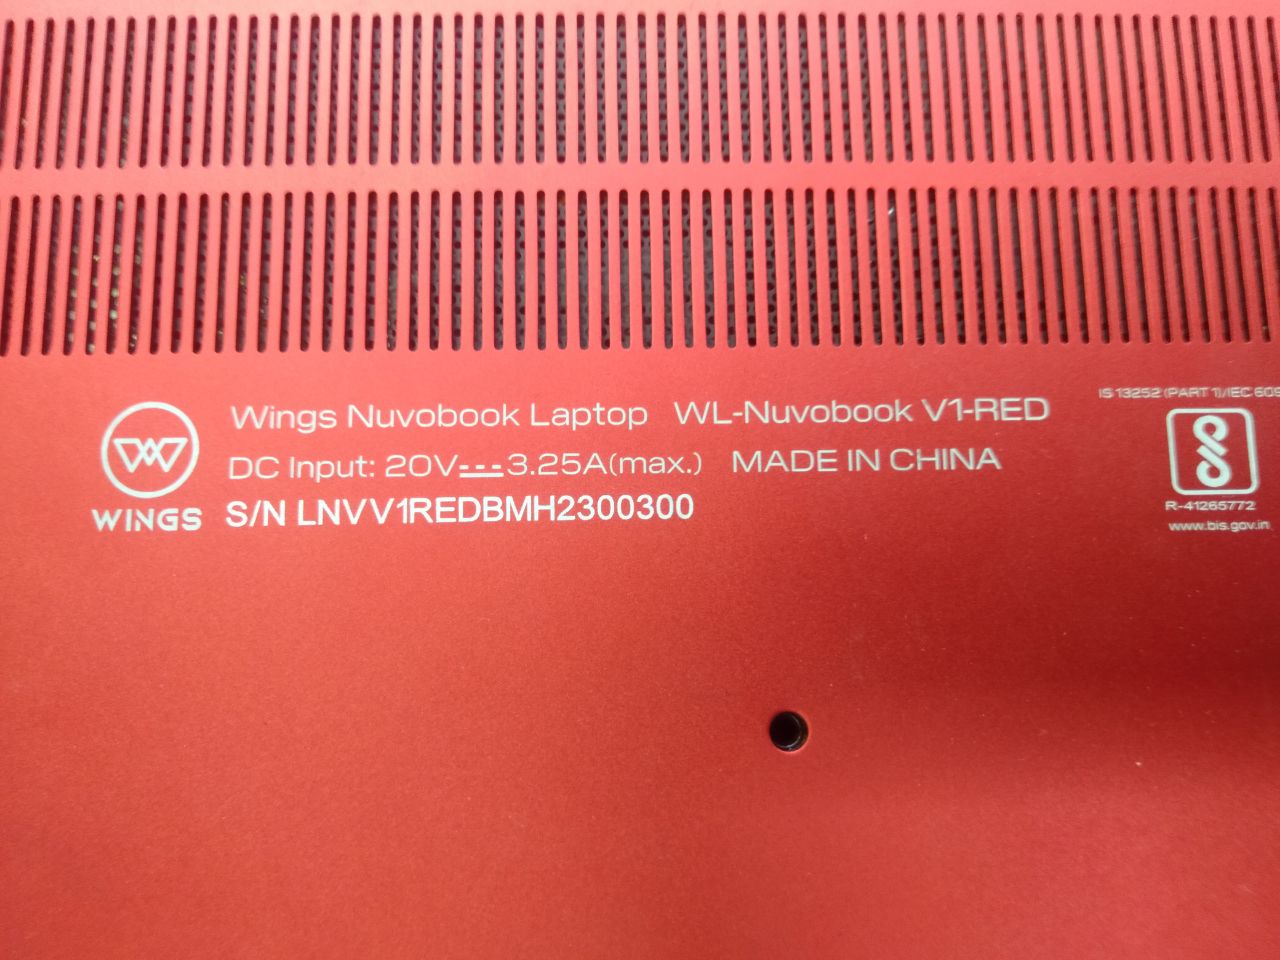 Wings Nuvobook Laptop WL-Nuvobook V1-RED
DC Input: 20V⎓3.25A(max.) MADE IN CHINA
S/N LNVV1REDBMH2300300
WINGS
IS 13252 (PART 1)/IEC
R-41265772
www.bis.gov.in